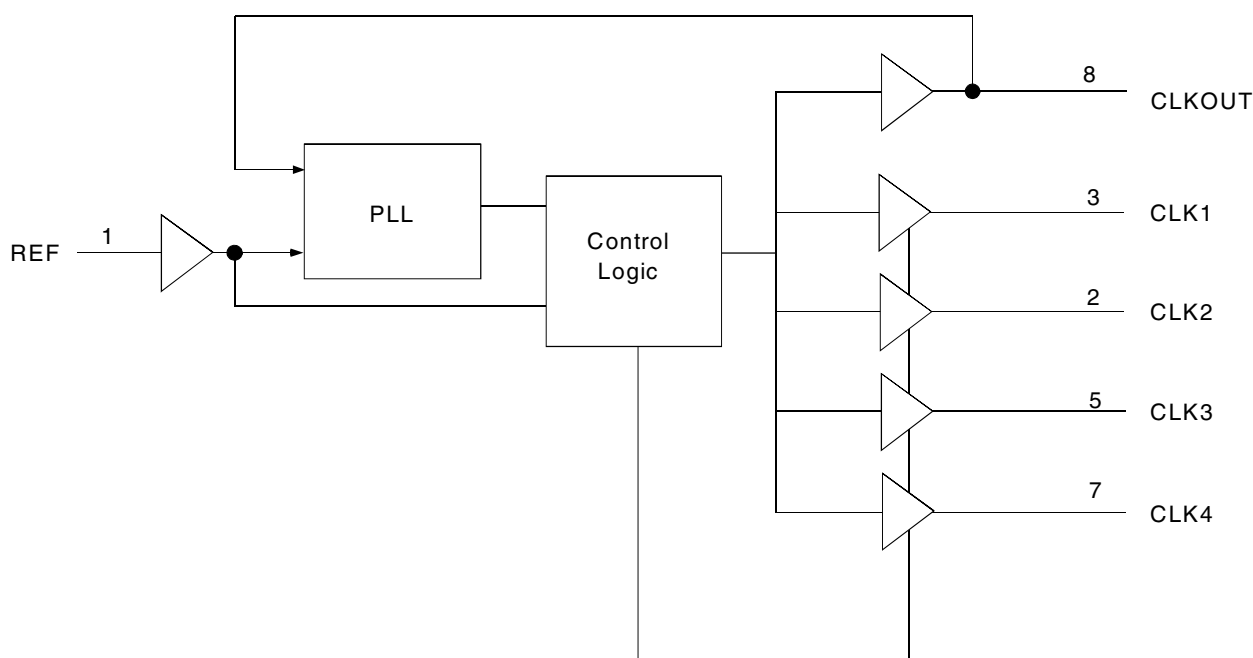 8
CLKOUT
PLL
3
CLK1
REF
1
Control
Logic
2
CLK2
5
CLK3
7
CLK4